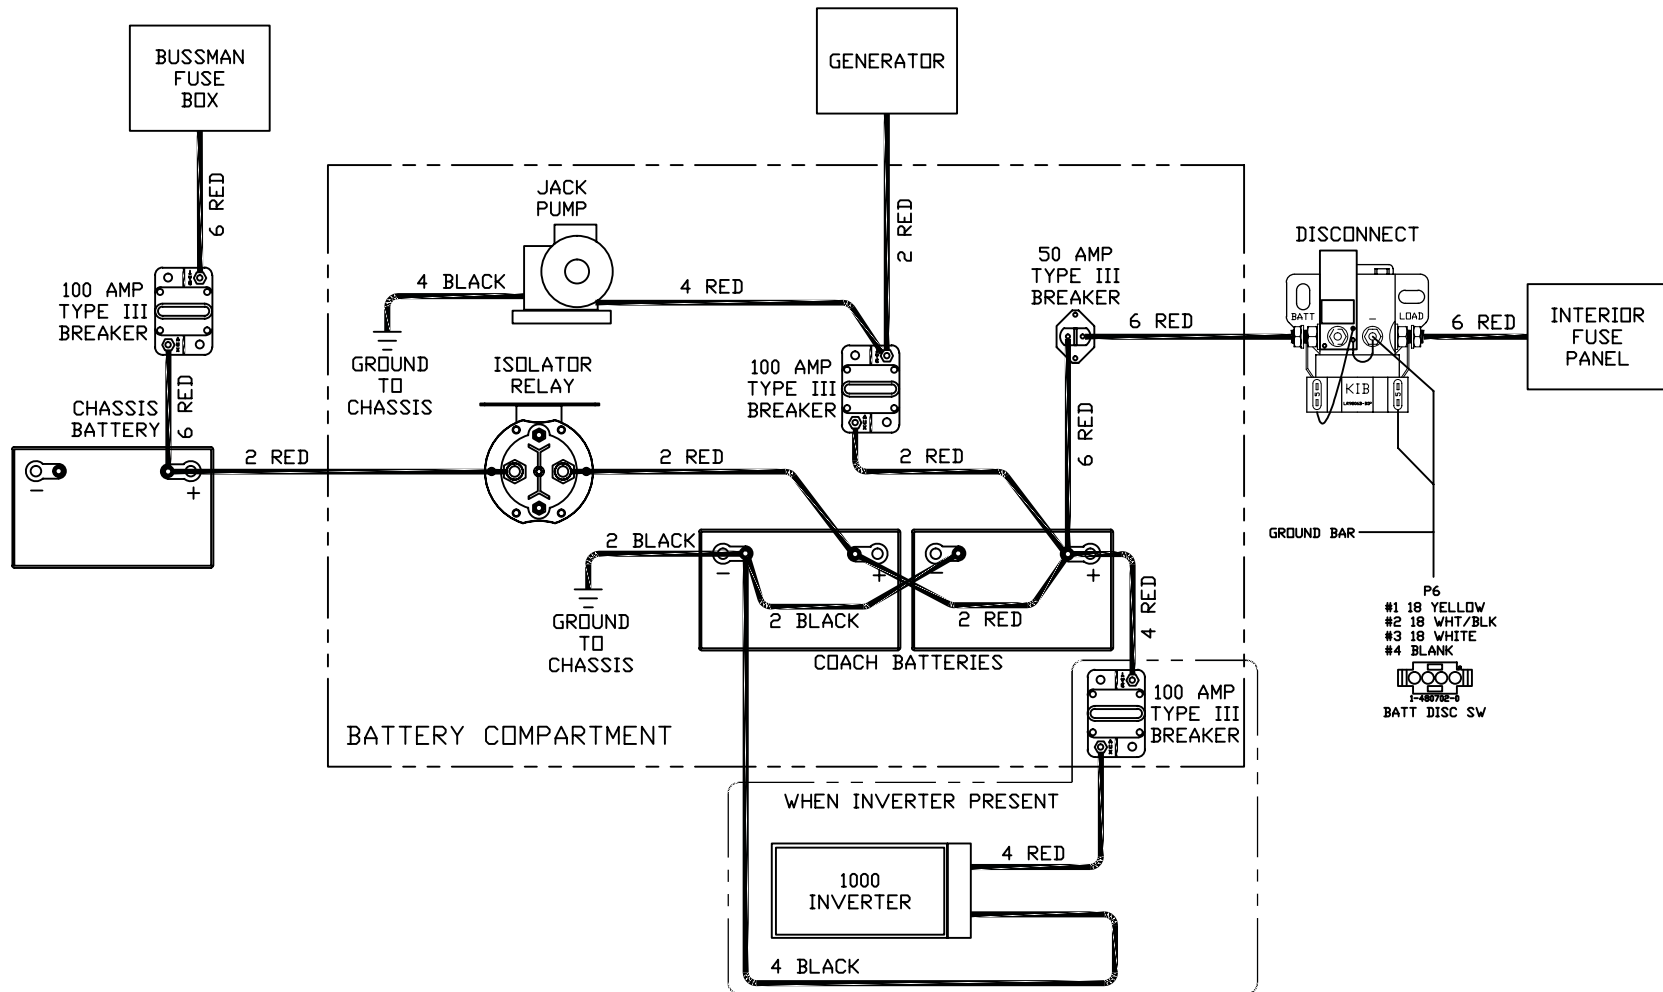 BUSSMAN
FUSE
BOX
GENERATOR
6 RED
JACK
PUMP
2 RED
DISCONNECT
50 AMP
TYPE III
BREAKER
4 BLACK
4 RED
100 AMP
TYPE III
BREAKER
BATT
-
LOAD
6 RED
6 RED
INTERIOR
FUSE
PANEL
GROUND
TO
CHASSIS
ISOLATOR
RELAY
100 AMP
TYPE III
BREAKER
KIB
5
5
CHASSIS
BATTERY
6 RED
6 RED
2 RED
2 RED
2 RED
-
+
2 BLACK
GROUND BAR
-
+
-
+
P6
#1 18 YELLOW
#2 18 WHT/BLK
#3 18 WHITE
#4 BLANK
1-480702-0
BATT DISC SW
GROUND
TO
CHASSIS
2 BLACK
2 RED
4 RED
COACH BATTERIES
100 AMP
TYPE III
BREAKER
BATTERY COMPARTMENT
WHEN INVERTER PRESENT
4 RED
1000
INVERTER
4 BLACK